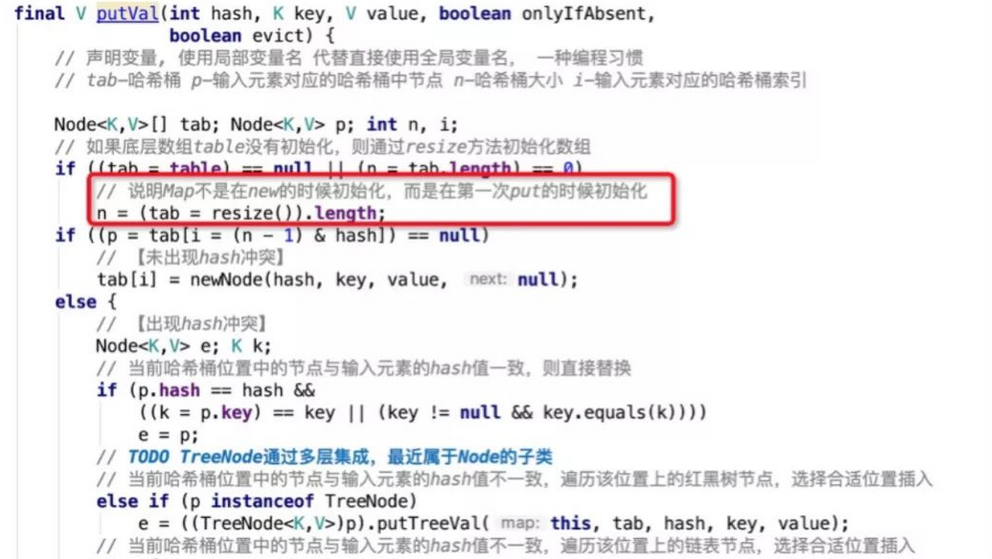 final V putVal(int hash, K key, V value, boolean onlyIfAbsent,
boolean evict) {
// 声明变量, 使用局部变量名 代替直接使用全局变量名, 一种编程习惯
// tab-哈希桶 p-输入元素对应的哈希桶中节点 n-哈希桶大小 i-输入元素对应的哈希桶索引
Node<K,V>[] tab; Node<K,V> p; int n, i;
// 如果底层数组table没有初始化, 则通过resize方法初始化数组
if ((tab = table) == null || (n = tab.length) == 0)
// 说明Map不是在new的时候初始化, 而是在第一次put的时候初始化
n = (tab = resize()).length;
if ((p = tab[i = (n - 1) & hash]) == null)
// 【未出现hash冲突】
tab[i] = newNode(hash, key, value, next: null);
else {
// 【出现hash冲突】
Node<K,V> e; K k;
// 当前哈希桶位置中的节点与输入元素的hash值一致, 则直接替换
if (p.hash == hash &&
((k = p.key) == key || (key != null && key.equals(k))))
e = p;
// TODO TreeNode通过多层集成, 最近属于Node的子类
// 当前哈希桶位置中的节点与输入元素的hash值不一致, 遍历该位置上的红黑树节点, 选择合适位置插入
else if (p instanceof TreeNode)
e = ((TreeNode<K,V>)p).putTreeVal( map: this, tab, hash, key, value);
// 当前哈希桶位置中的节点与输入元素的hash值不一致, 遍历该位置上的链表节点, 选择合适位置插入